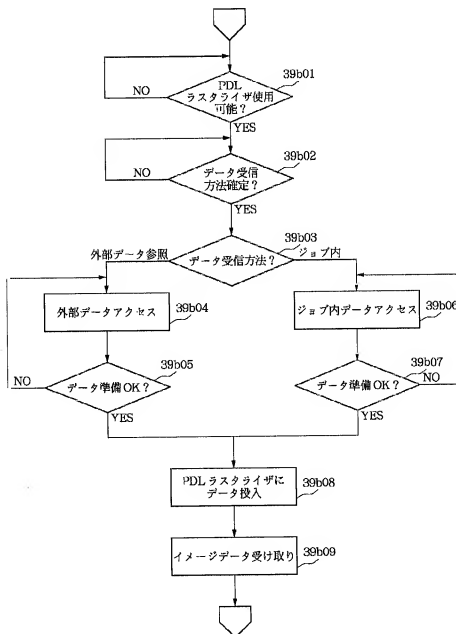 39b01
PDL
ラスタライザ使用
可能？
NO
YES
39b02
データ受信
方法確定？
NO
YES
39b03
データ受信方法？
外部データ参照
ジョブ内
外部データアクセス
39b04
ジョブ内データアクセス
39b06
39b05
データ準備OK？
NO
YES
39b07
データ準備OK？
NO
YES
PDLラスタライザに
データ投入
39b08
イメージデータ受け取り
39b09